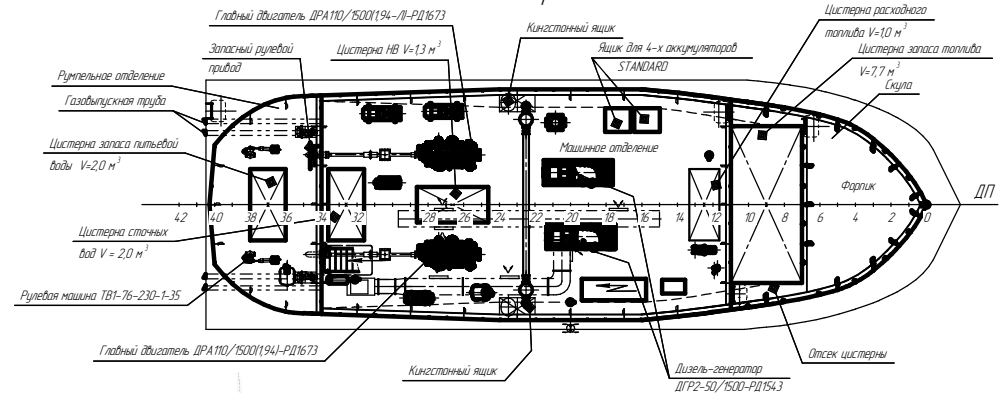 Главный двигатель ДРА110/1500(1,94-Л)-РД1673
Кингстонный ящик
Цистерна расходного
топлива V=1,0 м³
Запасный рулевой
привод
Цистерна НВ V=1,3 м³
Ящик для 4-х аккумуляторов
STANDARD
Цистерна запаса топлива
V=7,7 м³
Румпельное отделение
Скула
Газовыпускная труба
Цистерна запаса питьевой
воды V=2,0 м³
Машинное отделение
Форпик
ДП
42 40 38 36 34 32 28 26 24 22 20 18 16 14 12 10 8 6 4 2 0
Цистерна сточных
вод V = 2,0 м³
Рулевая машина ТВ1-76-230-1-35
Главный двигатель ДРА110/1500(1,94)-РД1673
Кингстонный ящик
Дизель-генератор
ДГР2-50/1500-РД1543
Отсек цистерны